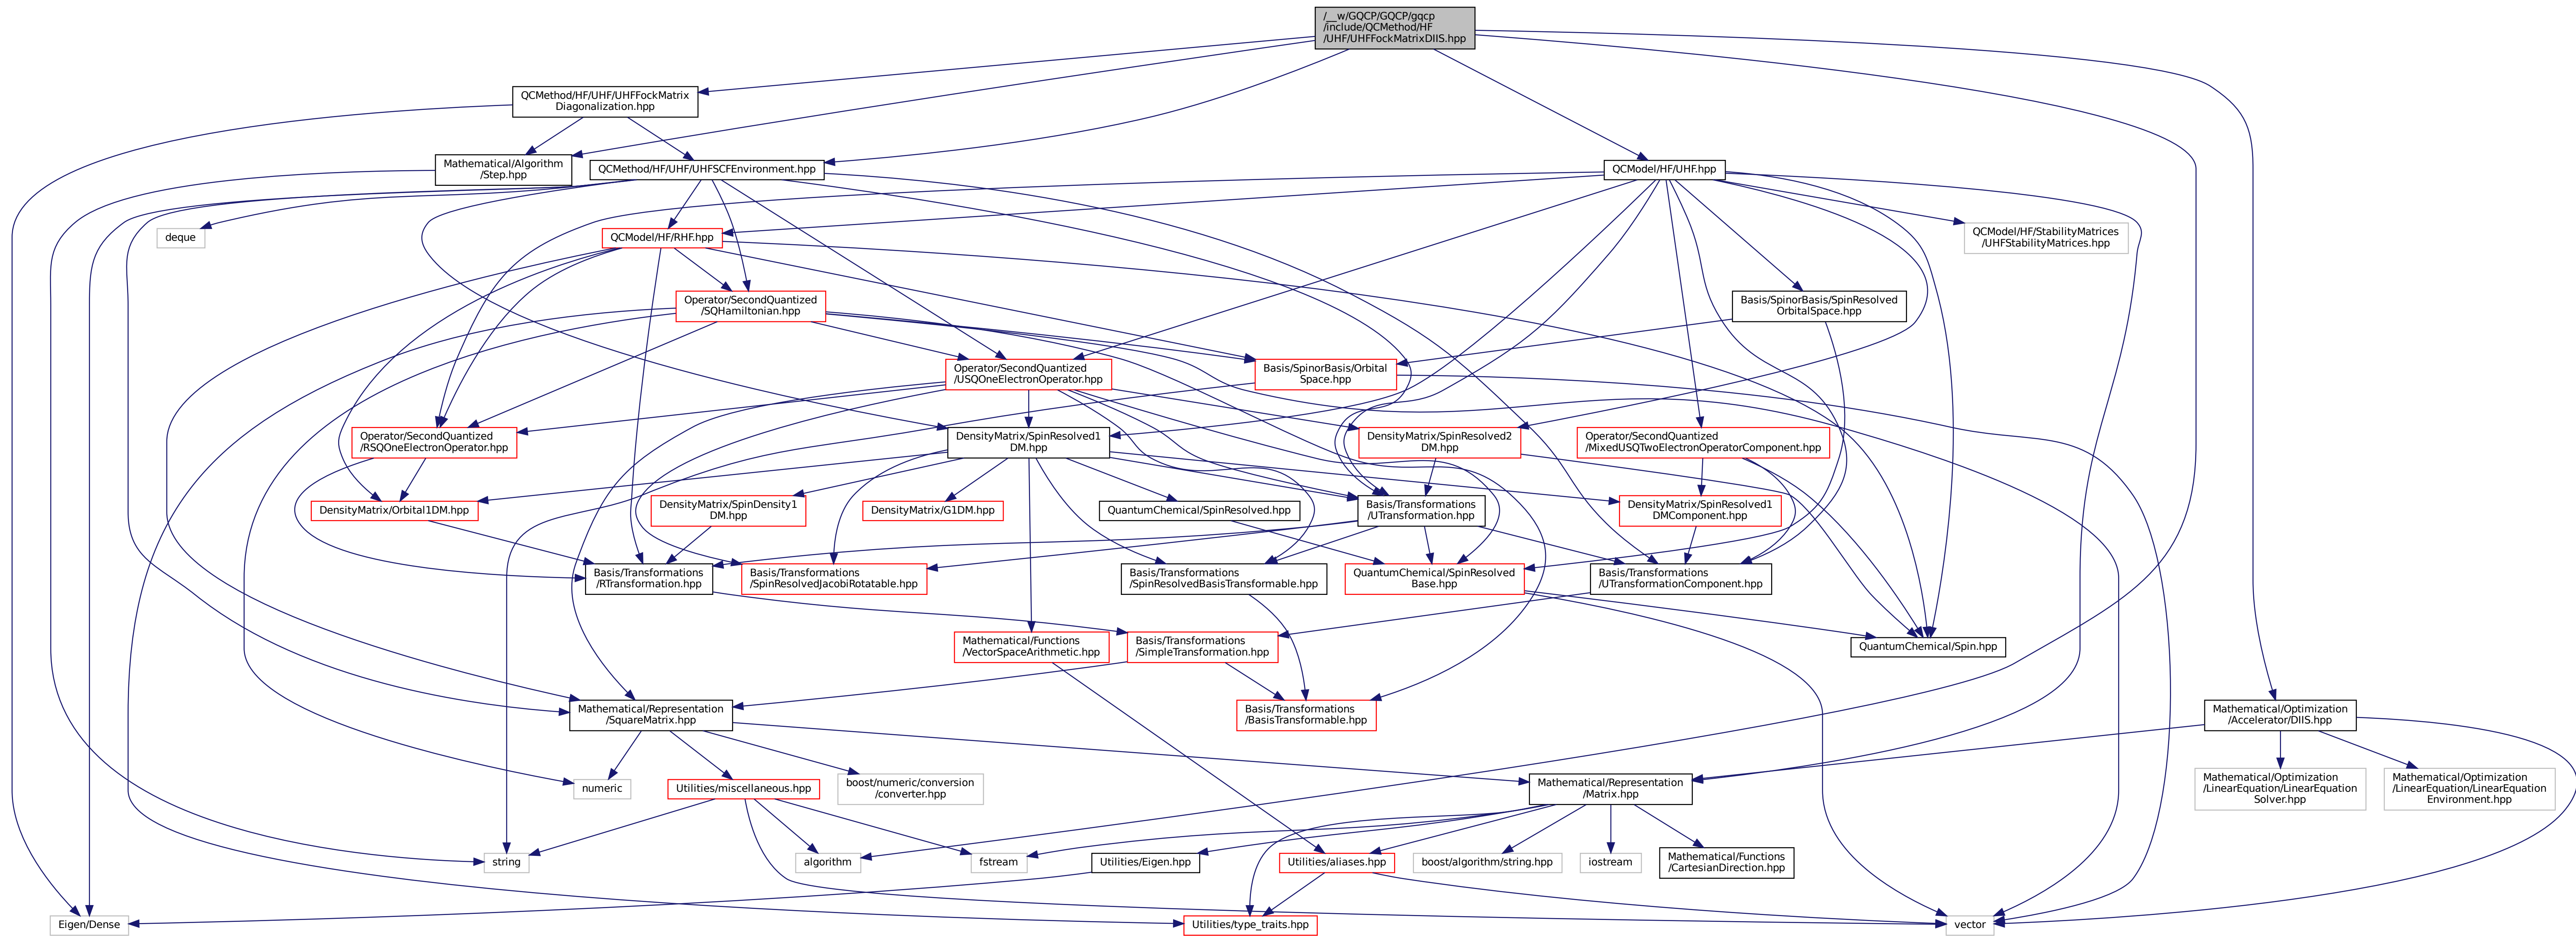 /__w/GQCP/GQCP/gqcp
/include/QCMethod/HF
/UHF/UHFFockMatrixDIIS.hpp
QCMethod/HF/UHF/UHFFockMatrix
Diagonalization.hpp
Mathematical/Algorithm
/Step.hpp
QCMethod/HF/UHF/UHFSCFEnvironment.hpp
QCModel/HF/UHF.hpp
deque
QCModel/HF/RHF.hpp
QCModel/HF/StabilityMatrices
/UHFStabilityMatrices.hpp
Operator/SecondQuantized
/SQHamiltonian.hpp
Basis/SpinorBasis/SpinResolved
OrbitalSpace.hpp
Operator/SecondQuantized
/USQOneElectronOperator.hpp
Basis/SpinorBasis/Orbital
Space.hpp
Operator/SecondQuantized
/RSQOneElectronOperator.hpp
DensityMatrix/SpinResolved1
DM.hpp
DensityMatrix/SpinResolved2
DM.hpp
Operator/SecondQuantized
/MixedUSQTwoElectronOperatorComponent.hpp
DensityMatrix/Orbital1DM.hpp
DensityMatrix/SpinDensity1
DM.hpp
DensityMatrix/G1DM.hpp
QuantumChemical/SpinResolved.hpp
Basis/Transformations
/UTransformation.hpp
DensityMatrix/SpinResolved1
DMComponent.hpp
Basis/Transformations
/RTransformation.hpp
Basis/Transformations
/SpinResolvedJacobiRotatable.hpp
Basis/Transformations
/SpinResolvedBasisTransformable.hpp
QuantumChemical/SpinResolved
Base.hpp
Basis/Transformations
/UTransformationComponent.hpp
Mathematical/Functions
/VectorSpaceArithmetic.hpp
Basis/Transformations
/SimpleTransformation.hpp
QuantumChemical/Spin.hpp
Mathematical/Representation
/SquareMatrix.hpp
Basis/Transformations
/BasisTransformable.hpp
Mathematical/Optimization
/Accelerator/DIIS.hpp
numeric
Utilities/miscellaneous.hpp
boost/numeric/conversion
/converter.hpp
Mathematical/Representation
/Matrix.hpp
Mathematical/Optimization
/LinearEquation/LinearEquation
Solver.hpp
Mathematical/Optimization
/LinearEquation/LinearEquation
Environment.hpp
string
algorithm
fstream
Utilities/Eigen.hpp
Utilities/aliases.hpp
boost/algorithm/string.hpp
iostream
Mathematical/Functions
/CartesianDirection.hpp
Eigen/Dense
Utilities/type_traits.hpp
vector